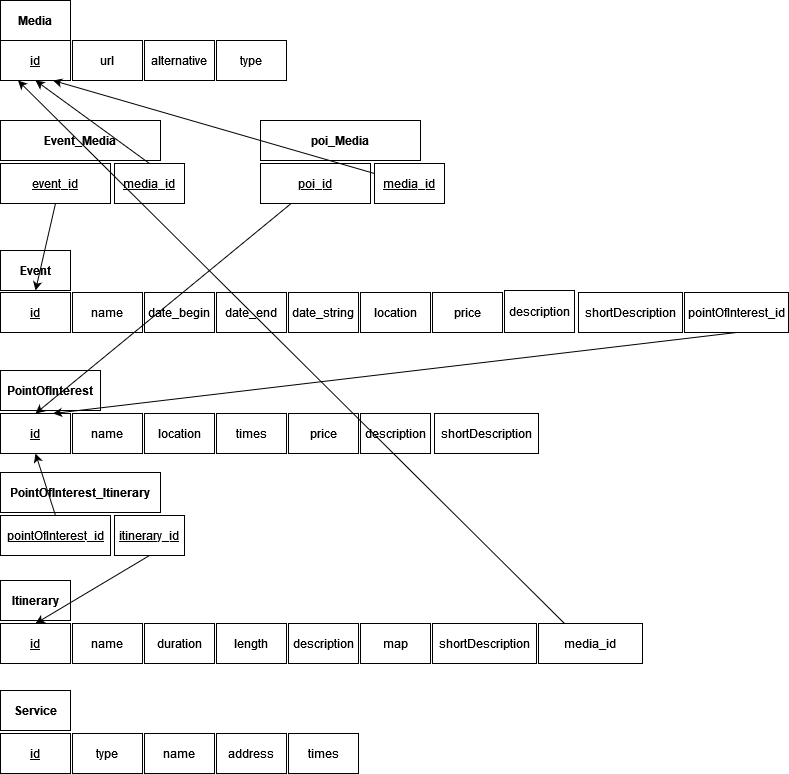 Media
id url alternative type
Event_Media poi_Media
event_id media_id poi_id media_id
Event
id name date_begin date_end date_string location price description shortDescription pointOfInterest_id
PointOfInterest
id name location times price description shortDescription
PointOfInterest_Itinerary
pointOfInterest_id itinerary_id
Itinerary
id name duration length description map shortDescription media_id
Service
id type name address times